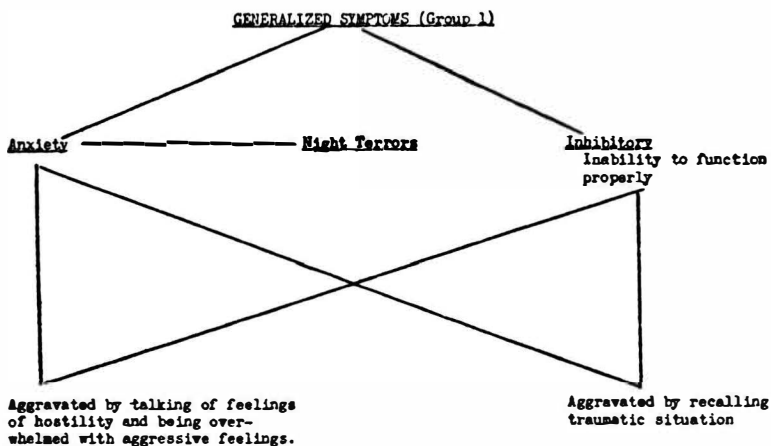 GENERALIZED SYMPTOMS (Group 1)
Anxiety
Night Terrors
Inhibitory
Inability to function
properly
Aggravated by talking of feelings
of hostility and being over-
whelmed with aggressive feelings.
Aggravated by recalling
traumatic situation